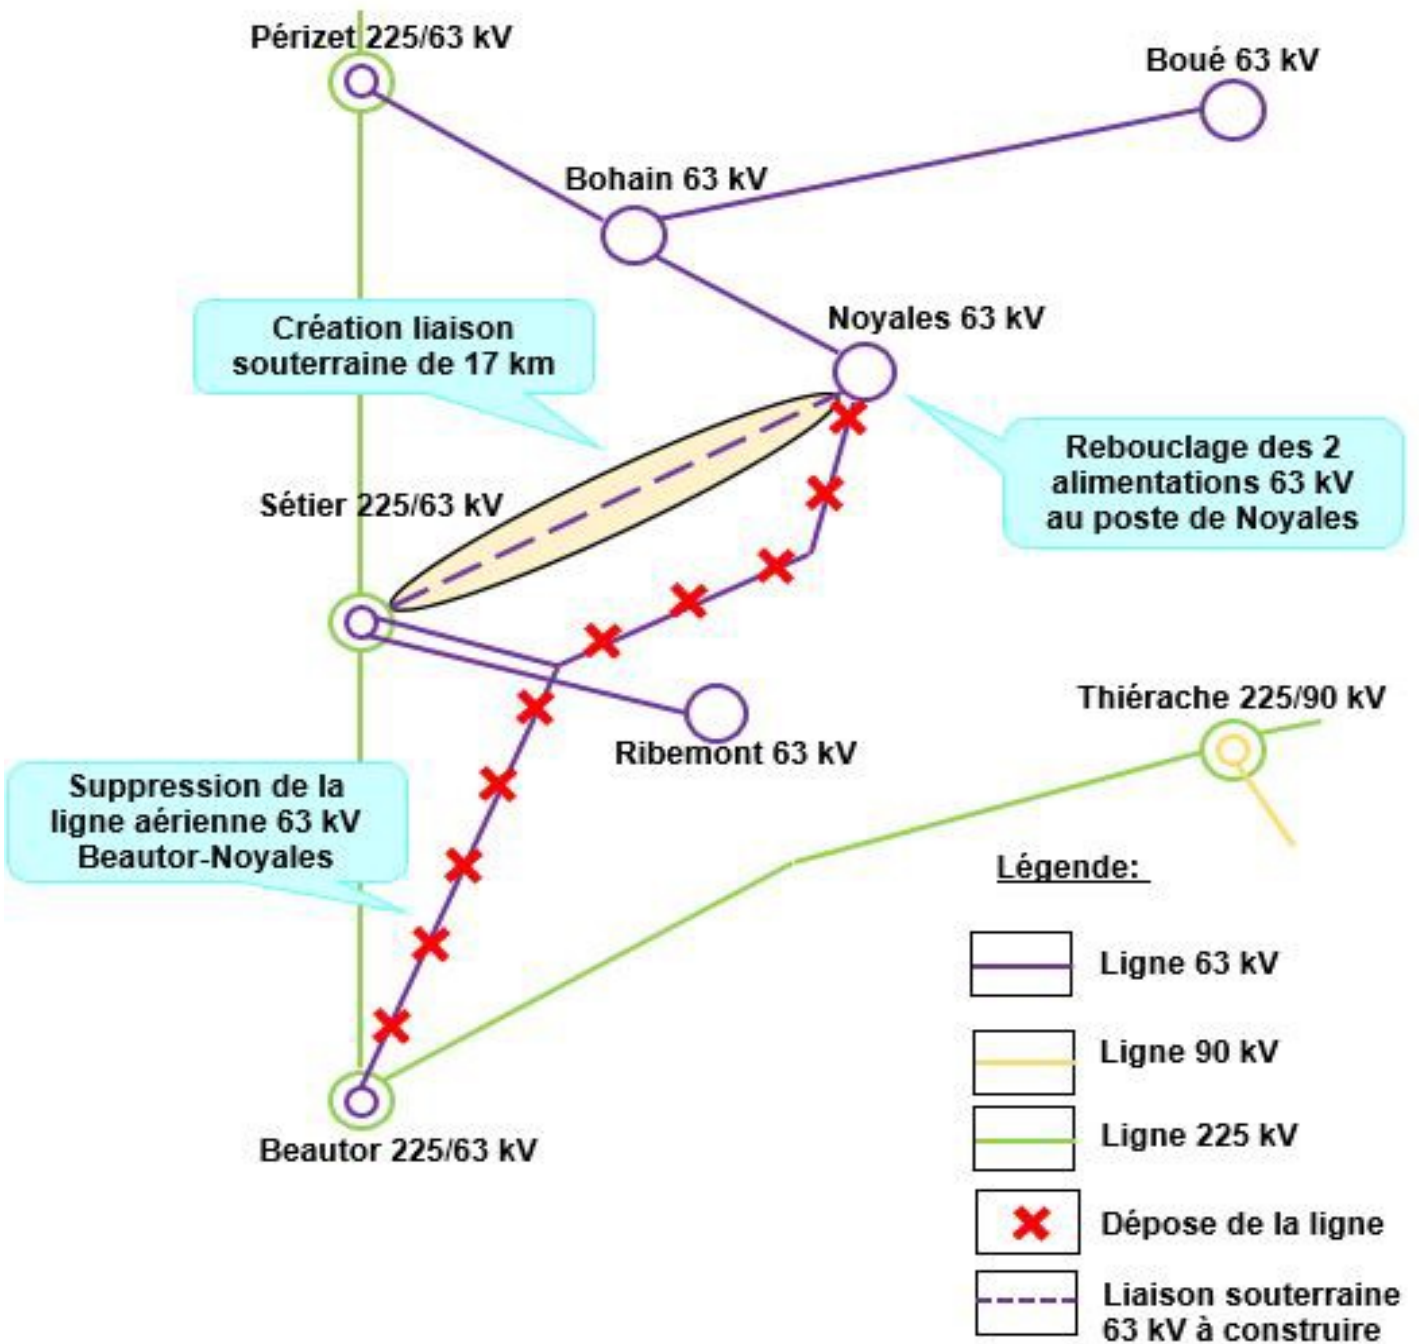 Périzet 225/63 kV
Boué 63 kV
Bohain 63 kV
Création liaison
souterraine de 17 km
Noyales 63 kV
Rebouclage des 2
alimentations 63 kV
au poste de Noyales
Sétier 225/63 kV
Thiérache 225/90 kV
Ribemont 63 kV
Suppression de la
ligne aérienne 63 kV
Beautor-Noyales
Beautor 225/63 kV
Légende:
Ligne 63 kV
Ligne 90 kV
Ligne 225 kV
Dépose de la ligne
Liaison souterraine
63 kV à construire